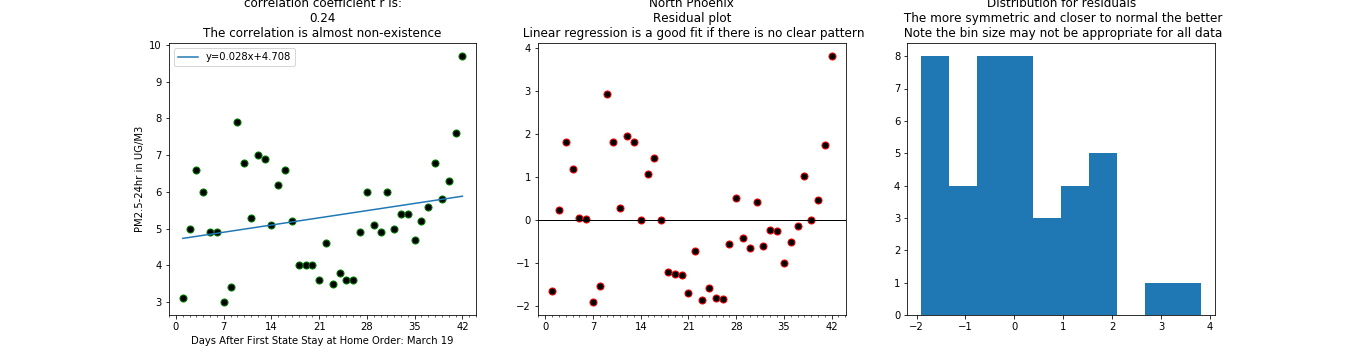 correlation coefficient r is:
0.24
The correlation is almost non-existence
y=0.028x+4.708
PM2.5-24hr in UG/M3
10
9
8
7
6
5
4
3
0 7 14 21 28 35 42
Days After First State Stay at Home Order: March 19
North Phoenix
Residual plot
Linear regression is a good fit if there is no clear pattern
4
3
2
1
0
−1
−2
0 7 14 21 28 35 42
Distribution for residuals
The more symmetric and closer to normal the better
Note the bin size may not be appropriate for all data
8
7
6
5
4
3
2
1
0
−2 −1 0 1 2 3 4